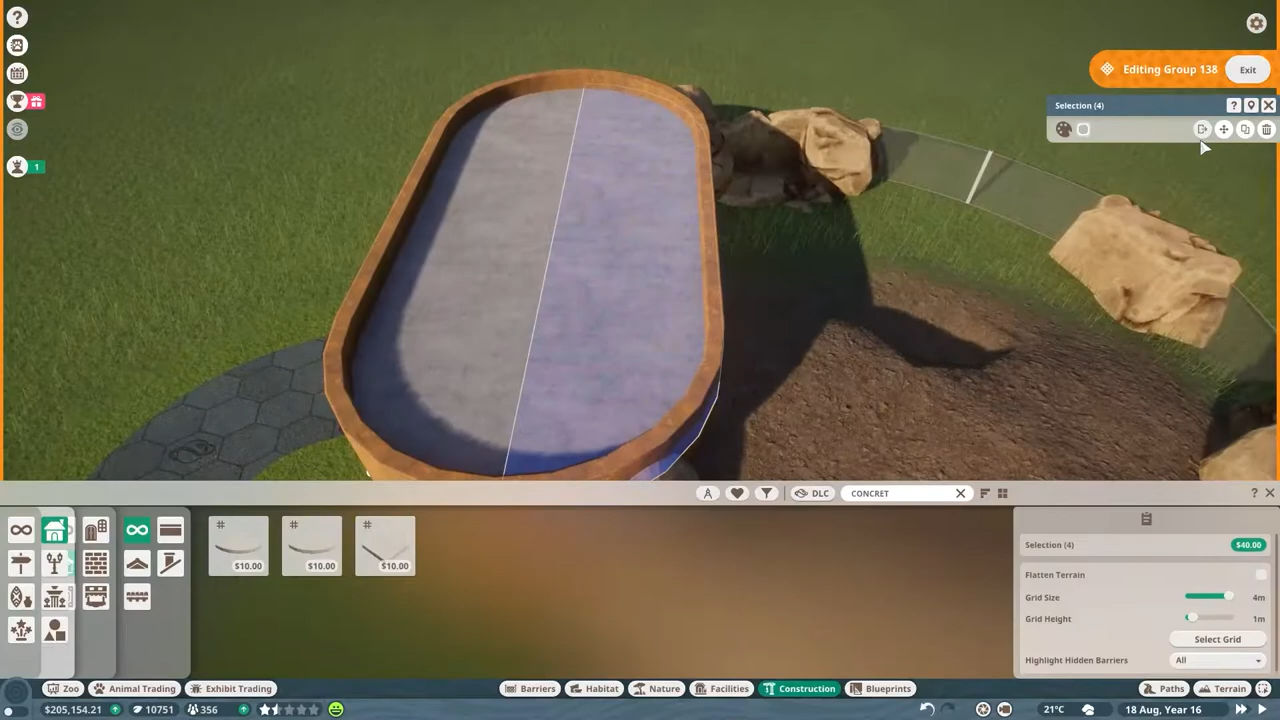 Editing Group 138
Exit
Selection (4)
1
DLC
CONCRET
$10.00
$10.00
$10.00
Selection (4)
$40.00
Flatten Terrain
Grid Size
4m
Grid Height
1m
Select Grid
Highlight Hidden Barriers
All
Zoo
Animal Trading
Exhibit Trading
Barriers
Habitat
Nature
Facilities
Construction
Blueprints
Paths
Terrain
$205,154.21
10751
356
21°C
18 Aug, Year 16